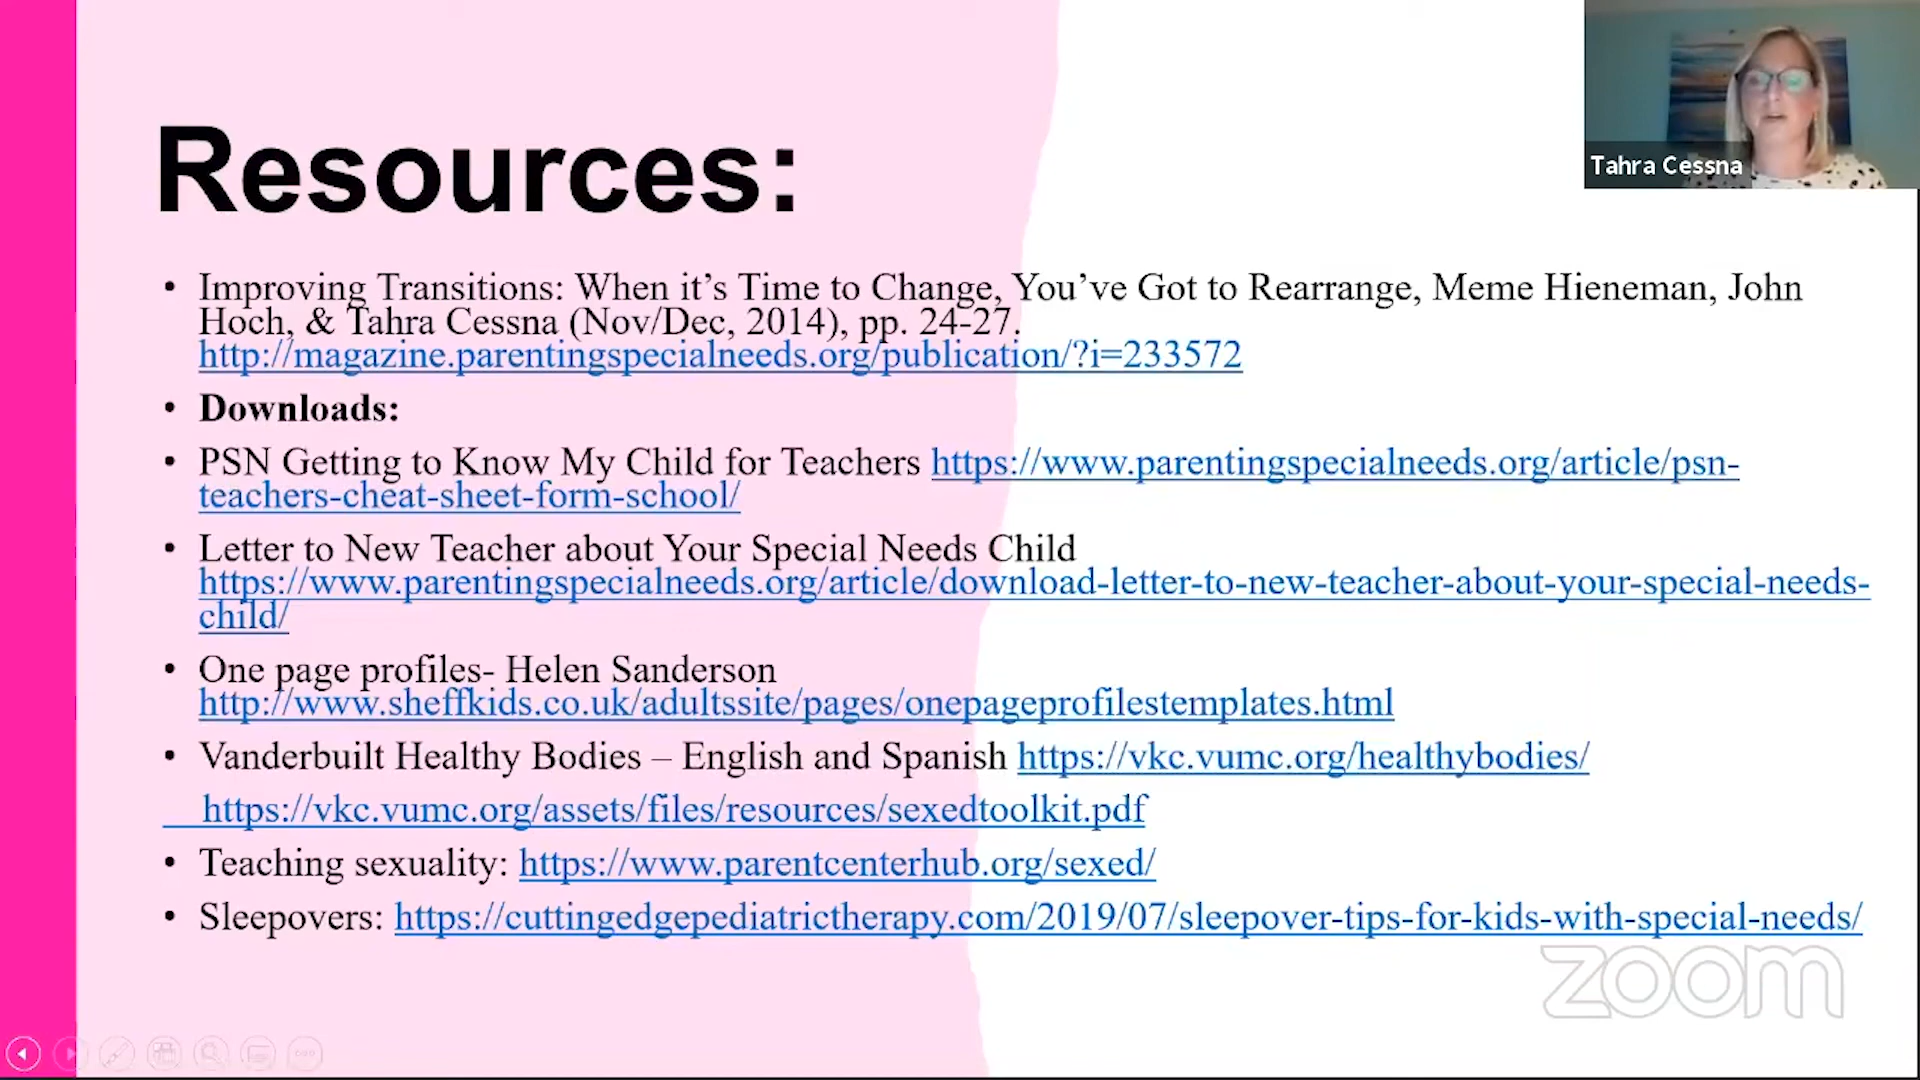 Tahra Cessna
Resources:
• Improving Transitions: When it’s Time to Change, You’ve Got to Rearrange, Meme Hieneman, John
Hoch, & Tahra Cessna (Nov/Dec, 2014), pp. 24-27.
http://magazine.parentingspecialneeds.org/publication/?i=233572
• Downloads:
• PSN Getting to Know My Child for Teachers https://www.parentingspecialneeds.org/article/psn-
teachers-cheat-sheet-form-school/
• Letter to New Teacher about Your Special Needs Child
https://www.parentingspecialneeds.org/article/download-letter-to-new-teacher-about-your-special-needs-
child/
• One page profiles- Helen Sanderson
http://www.sheffkids.co.uk/adultssite/pages/onepageprofilestemplates.html
• Vanderbuilt Healthy Bodies – English and Spanish https://vkc.vumc.org/healthybodies/
https://vkc.vumc.org/assets/files/resources/sexedtoolkit.pdf
• Teaching sexuality: https://www.parentcenterhub.org/sexed/
• Sleepovers: https://cuttingedgepediatrictherapy.com/2019/07/sleepover-tips-for-kids-with-special-needs/
zoom